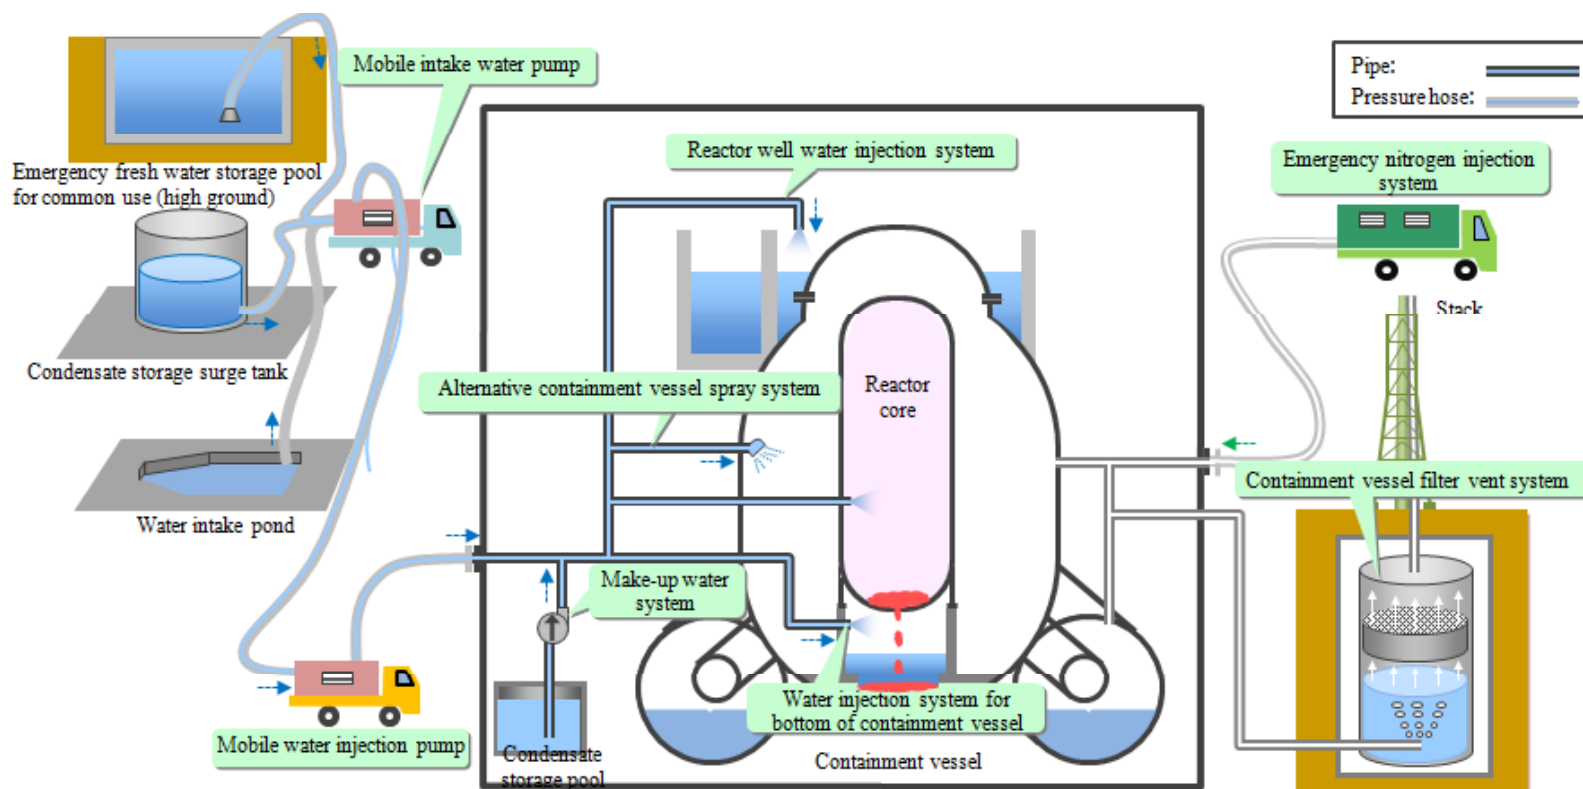 Mobile intake water pump
Pipe:
Pressure hose:
Reactor well water injection system
Emergency nitrogen injection
system
Emergency fresh water storage pool
for common use (high ground)
Stack
Condensate storage surge tank
Alternative containment vessel spray system
Reactor
core
Containment vessel filter vent system
Water intake pond
Make-up water
system
Water injection system for
bottom of containment vessel
Mobile water injection pump
Condensate
storage pool
Containment vessel